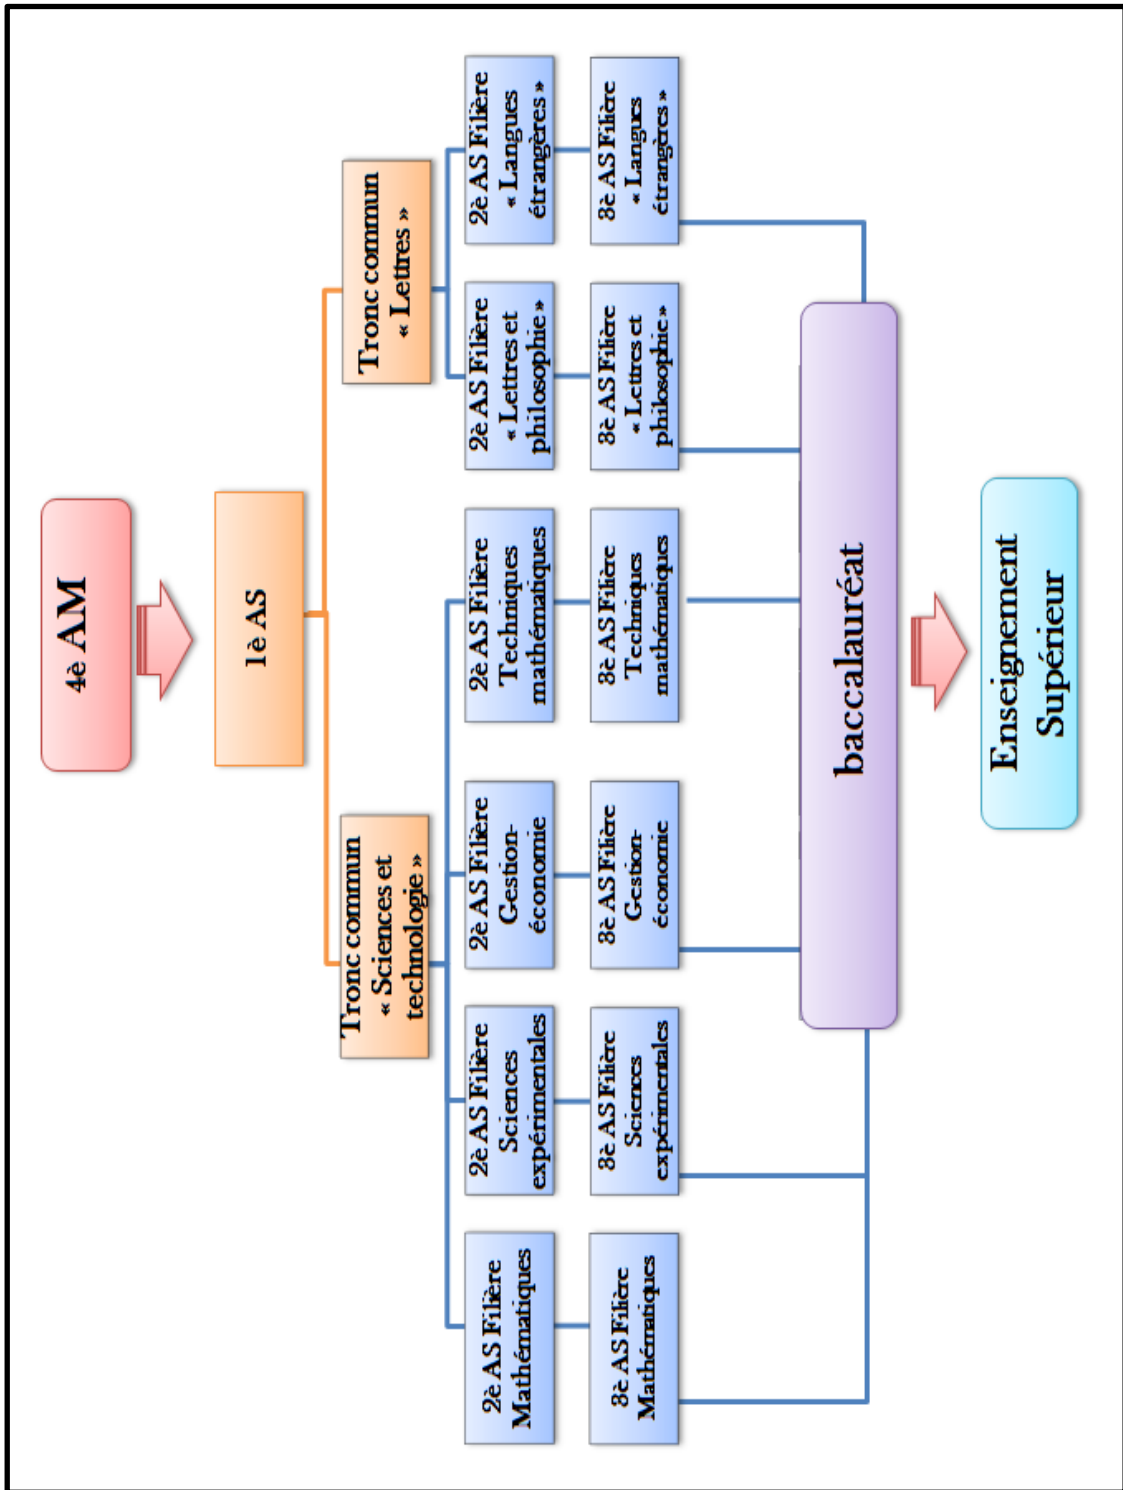 4è AM
1è AS
Tronc commun
« Sciences et
technologie »
Tronc commun
« Lettres »
2è AS Filière
Mathématiques
2è AS Filière
Sciences
expérimentales
2è AS Filière
Gestion-
économie
2è AS Filière
Techniques
mathématiques
2è AS Filière
« Lettres et
philosophie »
2è AS Filière
« Langues
étrangères »
3è AS Filière
Mathématiques
3è AS Filière
Sciences
expérimentales
3è AS Filière
Gestion-
économie
3è AS Filière
Techniques
mathématiques
3è AS Filière
« Lettres et
philosophie »
3è AS Filière
« Langues
étrangères »
baccalauréat
Enseignement
Supérieur